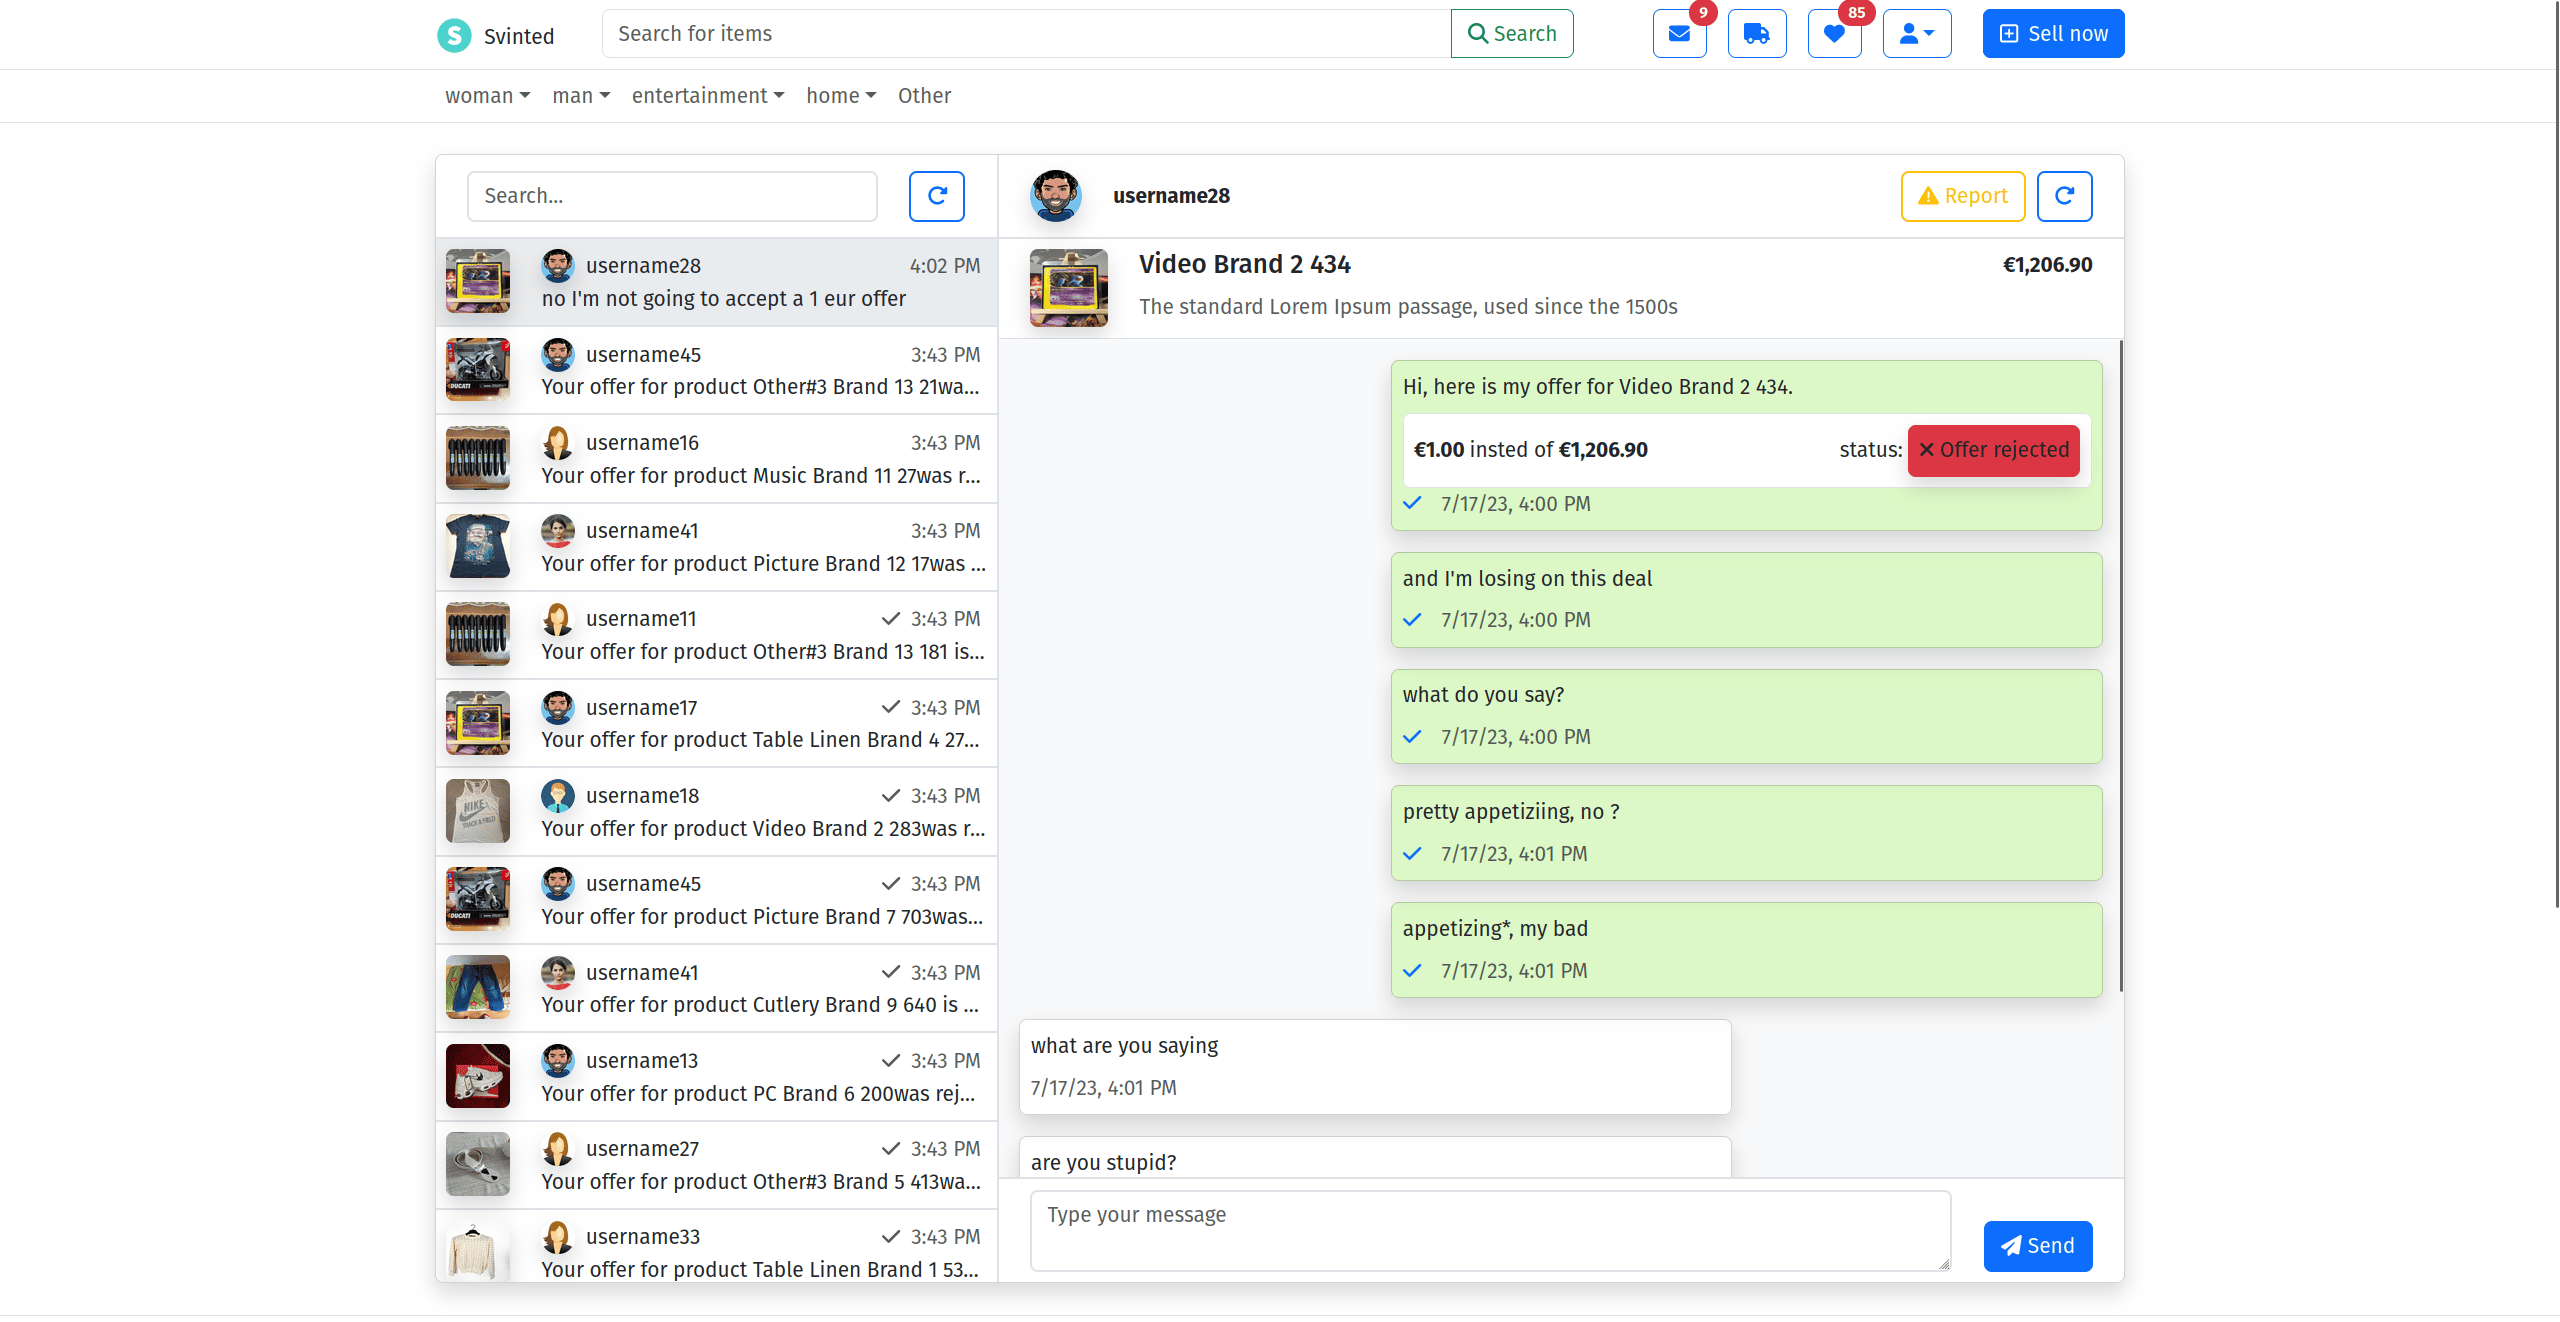 S Svinted
Search for items
Search
9
85
Sell now
woman man entertainment home Other
Search...
username28 4:02 PM
no I'm not going to accept a 1 eur offer
username45 3:43 PM
Your offer for product Other#3 Brand 13 21wa...
username16 3:43 PM
Your offer for product Music Brand 11 27was r...
username41 3:43 PM
Your offer for product Picture Brand 12 17was ...
username11 3:43 PM
Your offer for product Other#3 Brand 13 181 is...
username17 3:43 PM
Your offer for product Table Linen Brand 4 27...
username18 3:43 PM
Your offer for product Video Brand 2 283was r...
NIKE
username45 3:43 PM
Your offer for product Picture Brand 7 703was...
DUCATI
username41 3:43 PM
Your offer for product Cutlery Brand 9 640 is ...
username13 3:43 PM
Your offer for product PC Brand 6 200was rej...
username27 3:43 PM
Your offer for product Other#3 Brand 5 413wa...
username33 3:43 PM
Your offer for product Table Linen Brand 1 53...
username28
Report
Video Brand 2 434 €1,206.90
The standard Lorem Ipsum passage, used since the 1500s
Hi, here is my offer for Video Brand 2 434.
€1.00 insted of €1,206.90 status: Offer rejected
7/17/23, 4:00 PM
and I'm losing on this deal
7/17/23, 4:00 PM
what do you say?
7/17/23, 4:00 PM
pretty appetiziing, no ?
7/17/23, 4:01 PM
appetizing*, my bad
7/17/23, 4:01 PM
what are you saying
7/17/23, 4:01 PM
are you stupid?
Type your message
Send